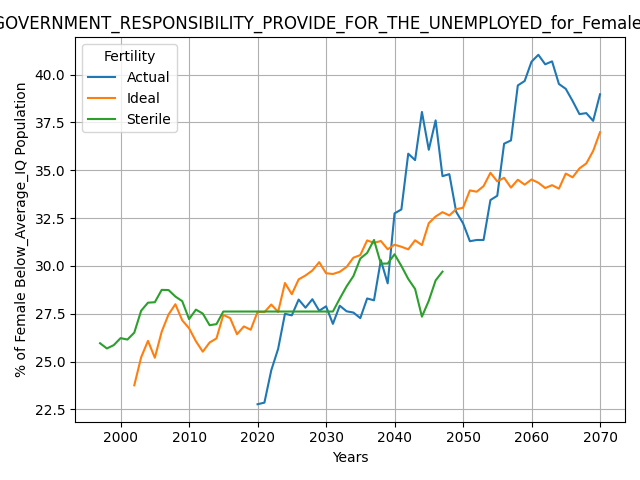 GOVERNMENT_RESPONSIBILITY_PROVIDE_FOR_THE_UNEMPLOYED_for_Female
Fertility
Actual
Ideal
Sterile
% of Female Below_Average_IQ Population
40.0
37.5
35.0
32.5
30.0
27.5
25.0
22.5
2000 2010 2020 2030 2040 2050 2060 2070
Years